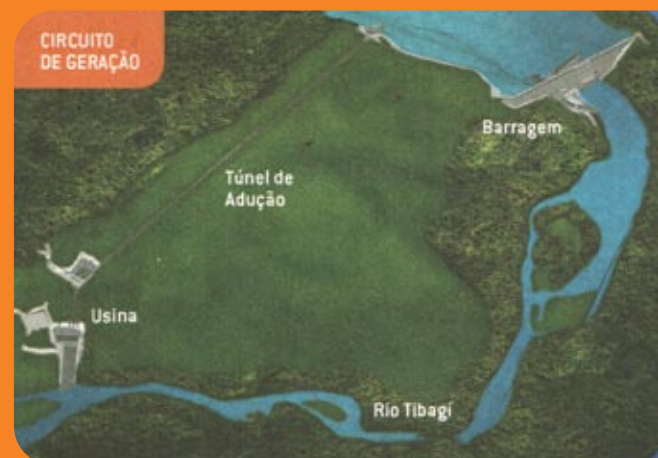 CIRCUITO
DE GERAÇÃO
Barragem
Túnel de
Adução
Usina
Rio Tibagi